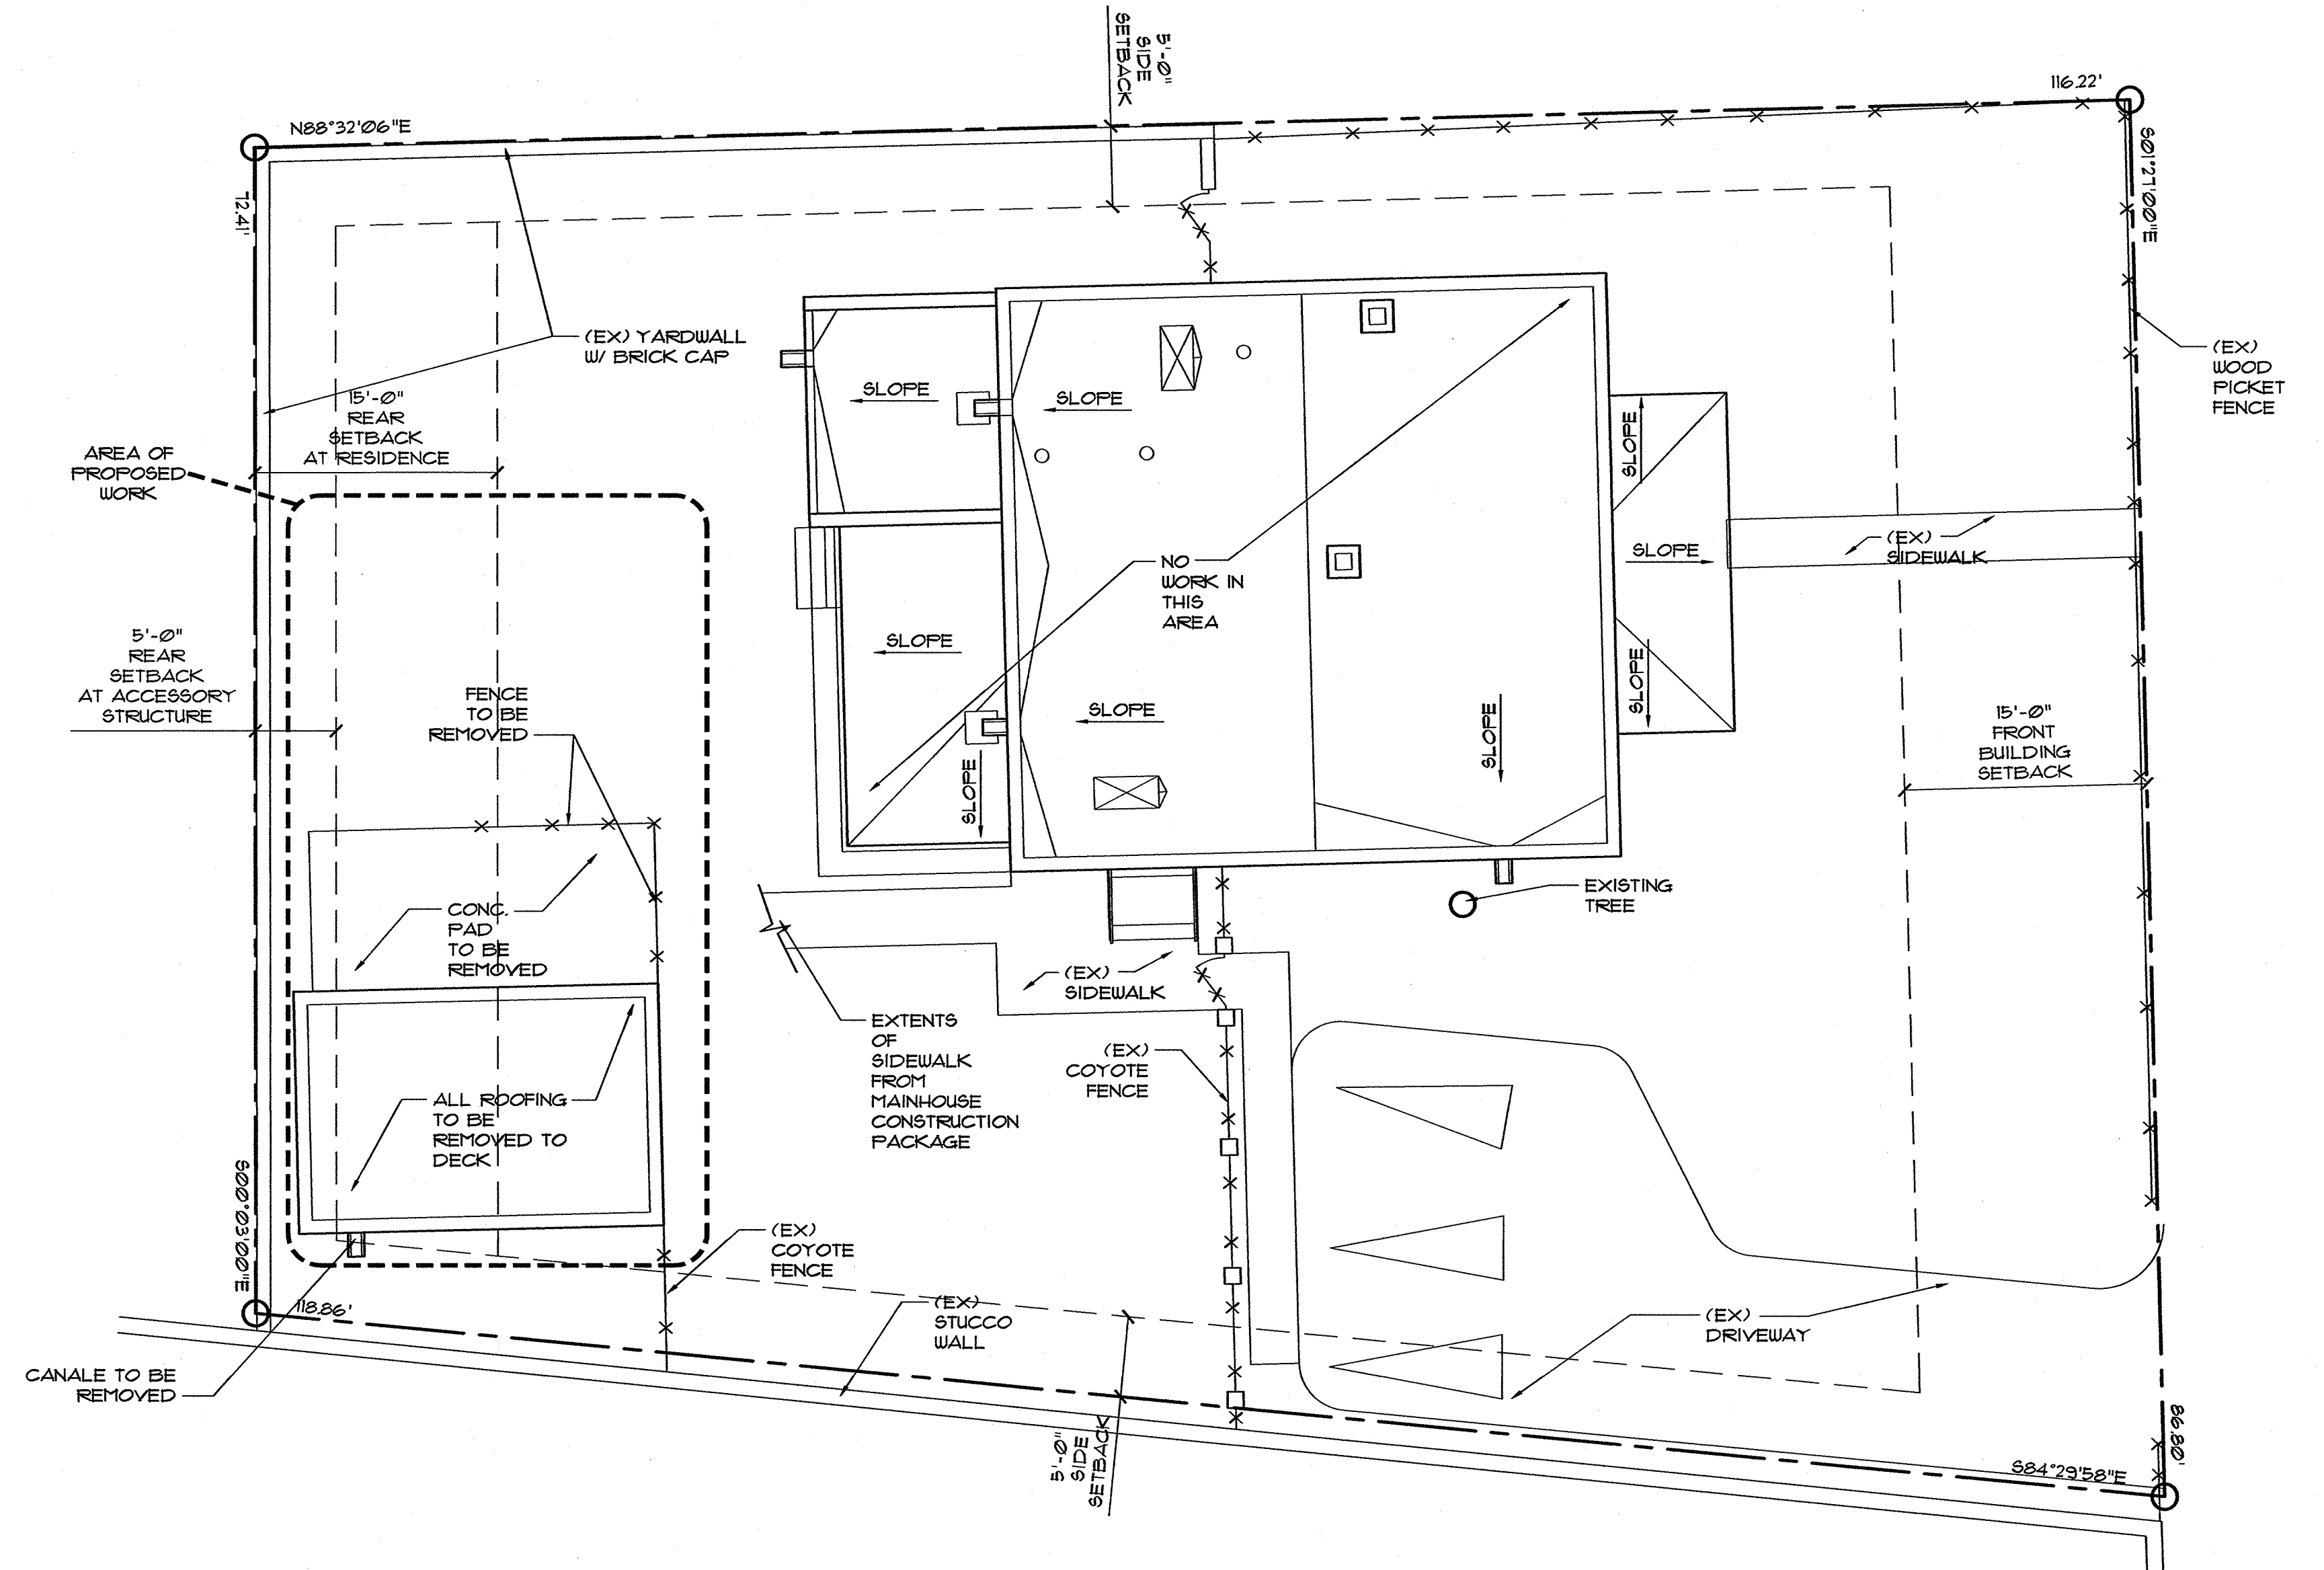 5'-0"
SIDE
SETBACK
116.22'
N88°32'06"E
S01°27'00"E
72.41'
(EX) YARDWALL
W/ BRICK CAP
(EX)
WOOD
PICKET
FENCE
15'-0"
REAR
SETBACK
AT RESIDENCE
SLOPE
SLOPE
SLOPE
AREA OF
PROPOSED
WORK
(EX)
SIDEWALK
SLOPE
NO
WORK IN
THIS
AREA
5'-0"
REAR
SETBACK
AT ACCESSORY
STRUCTURE
SLOPE
SLOPE
FENCE
TO BE
REMOVED
SLOPE
SLOPE
SLOPE
15'-0"
FRONT
BUILDING
SETBACK
EXISTING
TREE
CONC.
PAD
TO BE
REMOVED
(EX)
SIDEWALK
EXTENTS
OF
SIDEWALK
FROM
MAINHOUSE
CONSTRUCTION
PACKAGE
(EX)
COYOTE
FENCE
ALL ROOFING
TO BE
REMOVED TO
DECK
S00°03'00"E
(EX)
COYOTE
FENCE
118.86'
(EX)
STUCCO
WALL
(EX)
DRIVEWAY
CANALE TO BE
REMOVED
5'-0"
SIDE
SETBACK
86.80'
S84°29'58"E